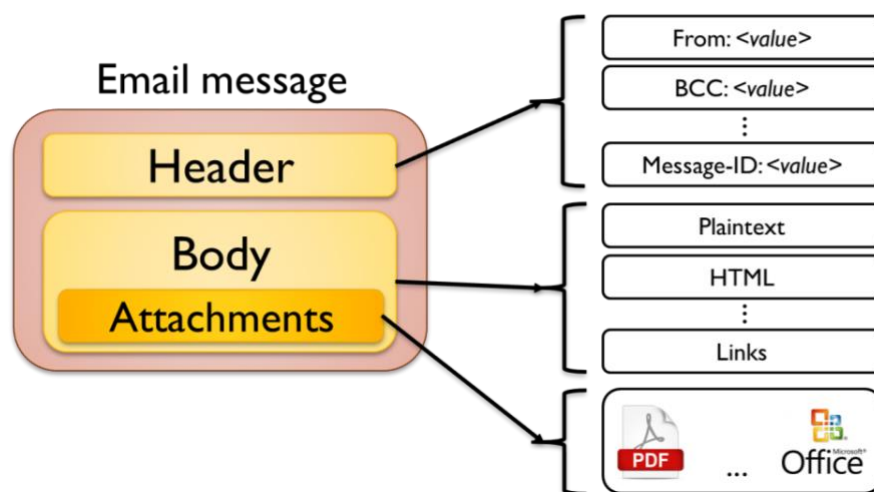 Email message
Header
Body
Attachments
From: <value>
BCC: <value>
⋮
Message-ID: <value>
Plaintext
HTML
⋮
Links
PDF
...
Microsoft®
Office